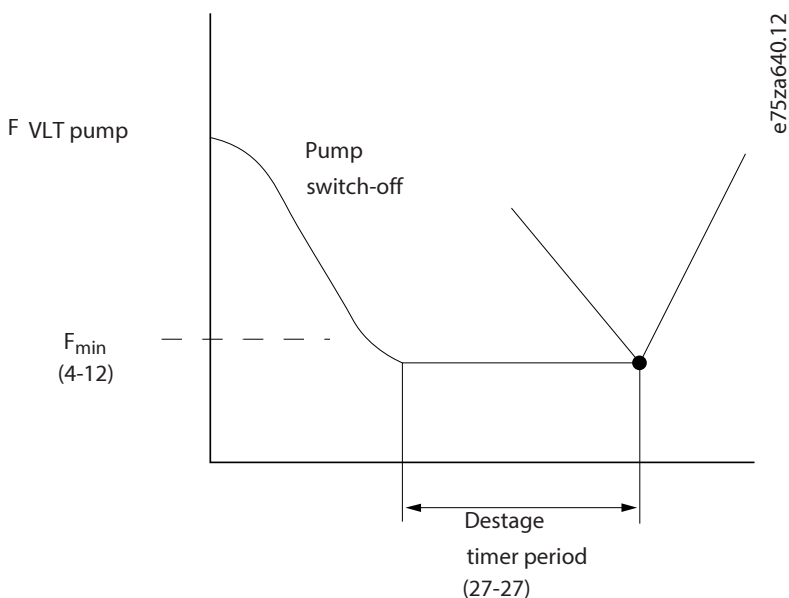 e75za640.12
F VLT pump
Pump
switch-off
Fmin
(4-12)
Destage
timer period
(27-27)